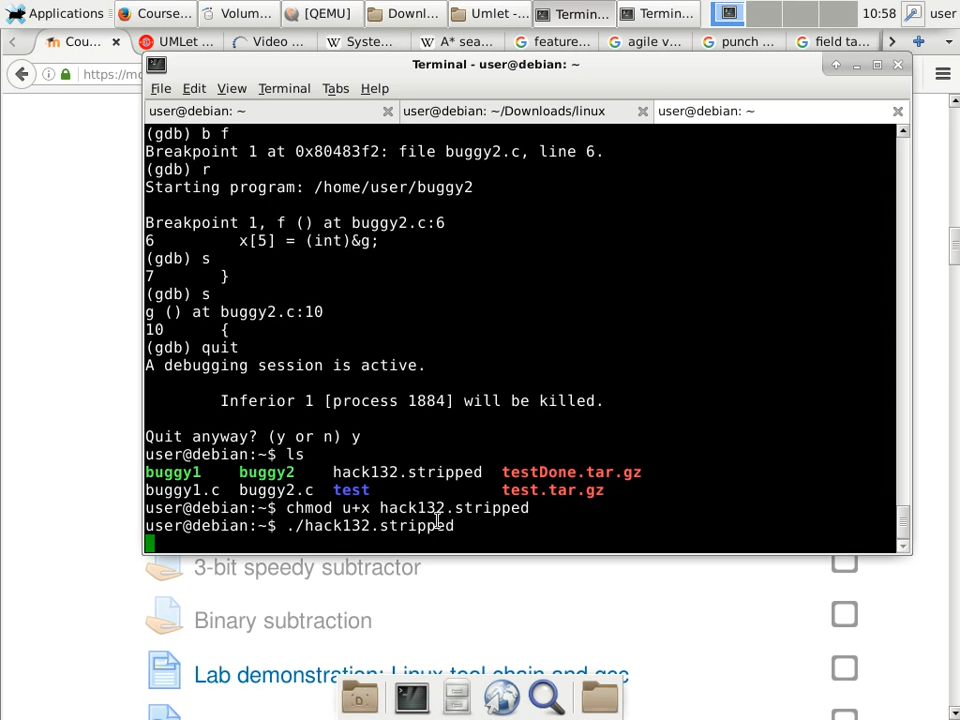 Applications
Course...
Volum...
[QEMU]
Downl...
Umlet -...
Termin...
Termin...
10:58
user
Cou...
UMLet ...
Video ...
Syste...
A* sea...
feature...
agile v...
punch ...
field ta...
https://mo
Terminal - user@debian: ~
File Edit View Terminal Tabs Help
user@debian: ~
user@debian: ~/Downloads/linux
user@debian: ~
(gdb) b f
Breakpoint 1 at 0x80483f2: file buggy2.c, line 6.
(gdb) r
Starting program: /home/user/buggy2
Breakpoint 1, f () at buggy2.c:6
6 x[5] = (int)&g;
(gdb) s
7 }
(gdb) s
g () at buggy2.c:10
10 {
(gdb) quit
A debugging session is active.
Inferior 1 [process 1884] will be killed.
Quit anyway? (y or n) y
user@debian:~$ ls
buggy1 buggy2 hack132.stripped testDone.tar.gz
buggy1.c buggy2.c test test.tar.gz
user@debian:~$ chmod u+x hack132.stripped
user@debian:~$ ./hack132.stripped
3-bit speedy subtractor
Binary subtraction
Lab demonstration: Linux tool chain and gcc